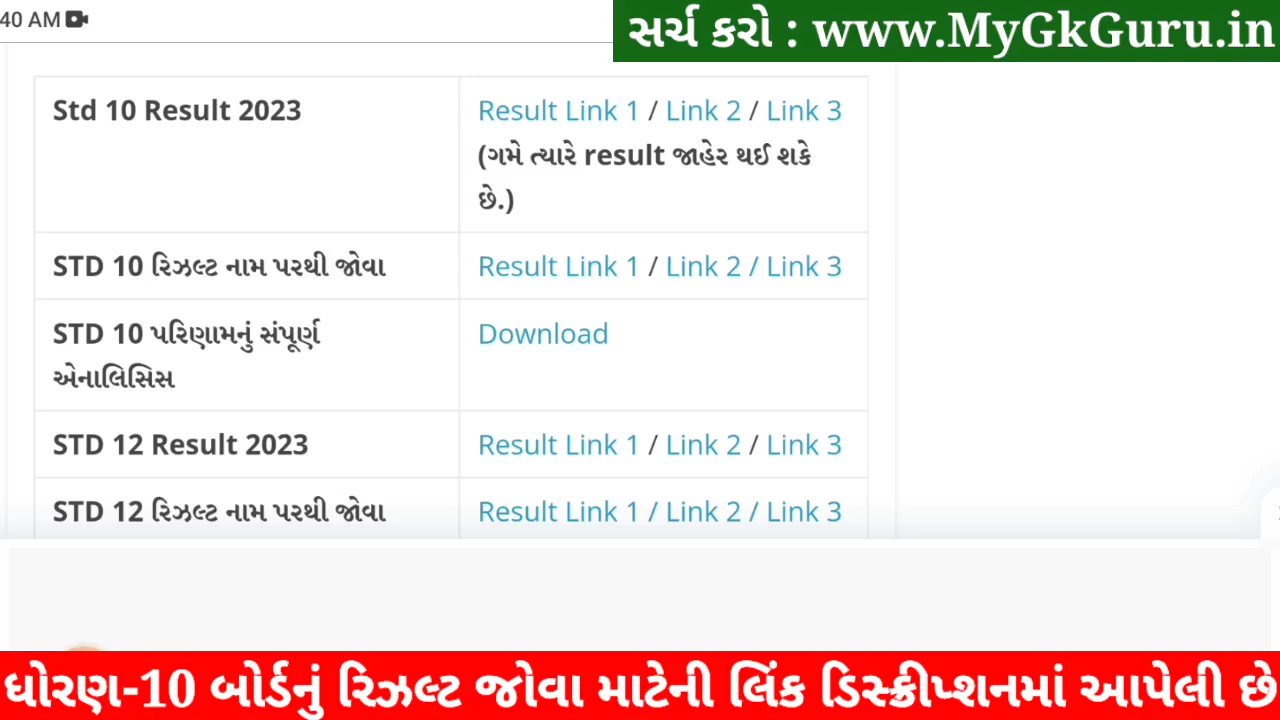 40 AM
સર્ચ કરો : www.MyGkGuru.in
Std 10 Result 2023
Result Link 1 / Link 2 / Link 3
(ગમે ત્યારે result જાહેર થઈ શકે
છે.)
STD 10 રિઝલ્ટ નામ પરથી જોવા
Result Link 1 / Link 2 / Link 3
STD 10 પરિણામનું સંપૂર્ણ
એનાલિસિસ
Download
STD 12 Result 2023
Result Link 1 / Link 2 / Link 3
STD 12 રિઝલ્ટ નામ પરથી જોવા
Result Link 1 / Link 2 / Link 3
ધોરણ-10 બોર્ડનું રિઝલ્ટ જોવા માટેની લિંક ડિસ્ક્રીપ્શનમાં આપેલી છે